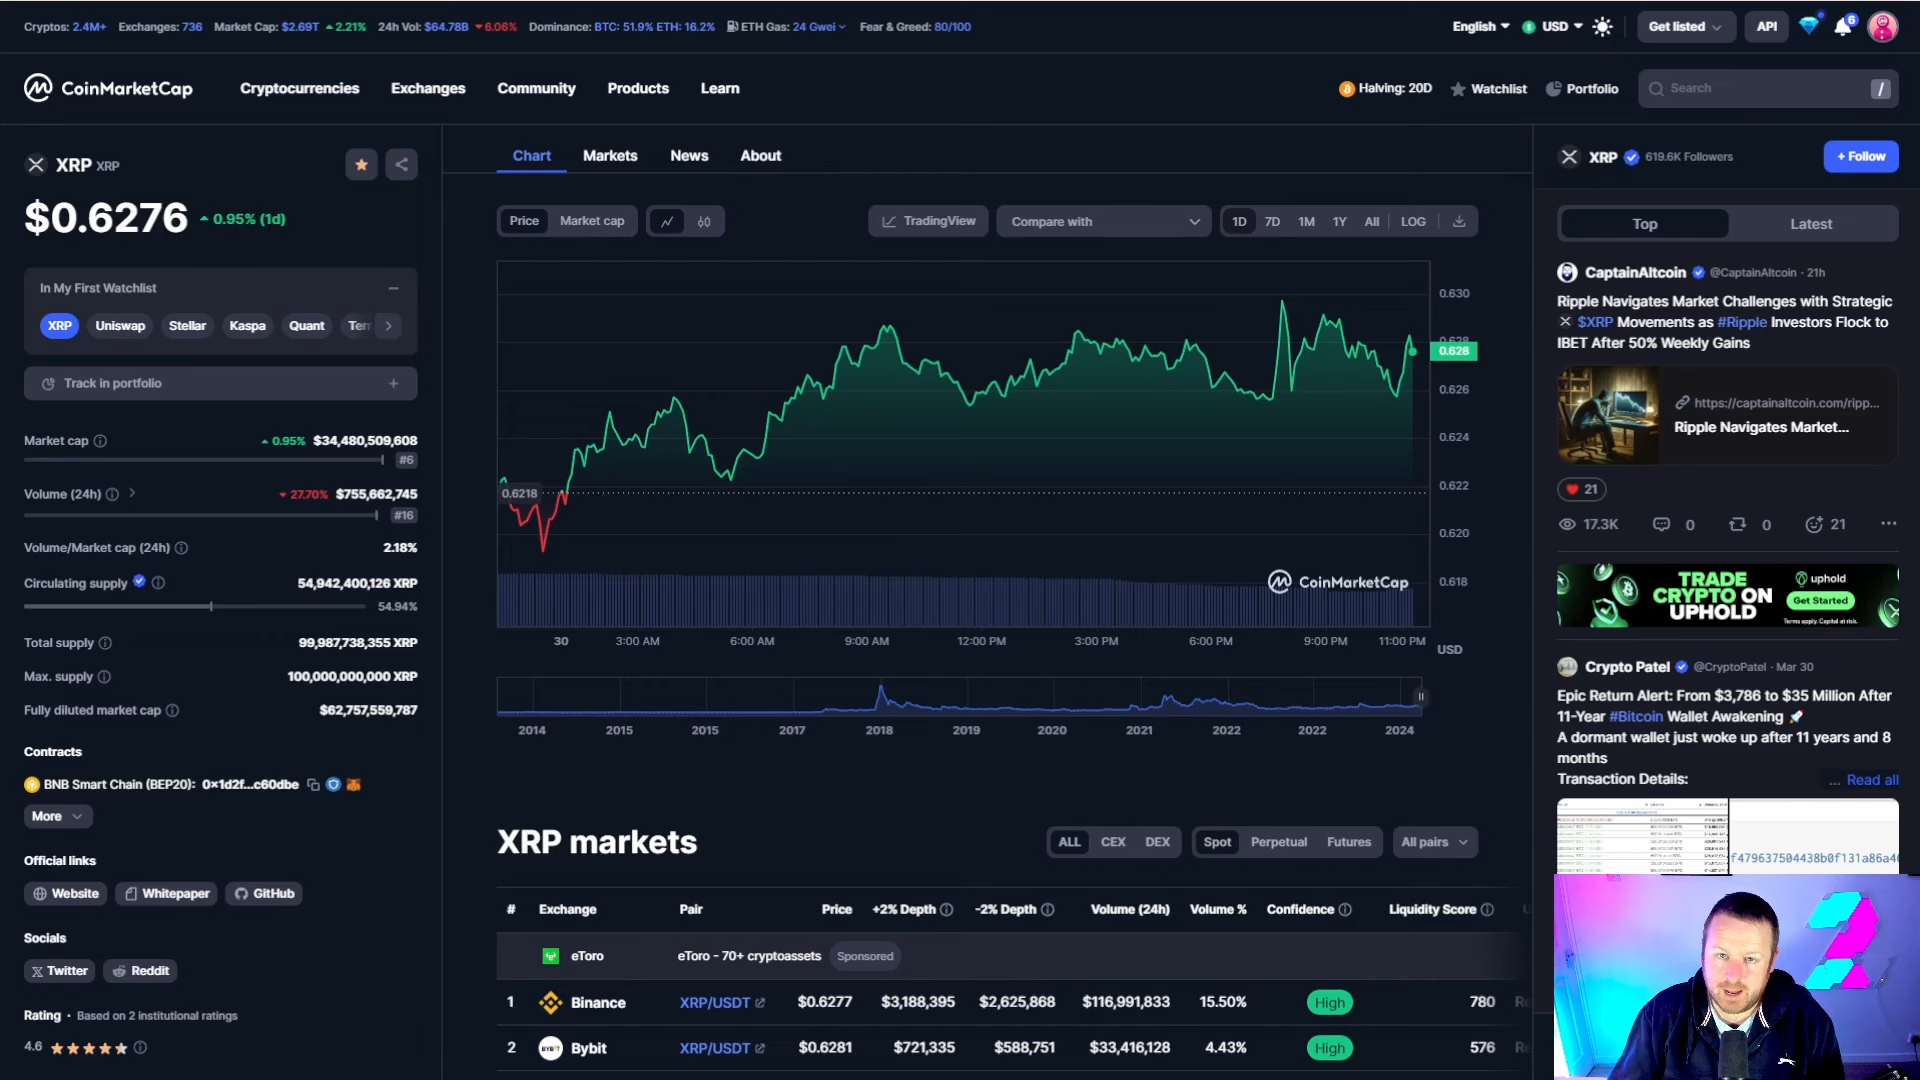 Cryptos: 2.4M+ Exchanges: 736 Market Cap: $2.69T 2.21% 24h Vol: $64.78B 6.06% Dominance: BTC: 51.9% ETH: 16.2% ETH Gas: 24 Gwei Fear & Greed: 80/100
English USD Get listed API 6
CoinMarketCap Cryptocurrencies Exchanges Community Products Learn
Halving: 20D Watchlist Portfolio Search /
XRP XRP
$0.6276 0.95% (1d)
In My First Watchlist
XRP Uniswap Stellar Kaspa Quant
Track in portfolio +
Market cap 0.95% $34,480,509,608
#6
Volume (24h) 27.70% $755,662,745
#16
Volume/Market cap (24h) 2.18%
Circulating supply 54,942,400,126 XRP
54.94%
Total supply 99,987,738,355 XRP
Max. supply 100,000,000,000 XRP
Fully diluted market cap $62,757,559,787
Contracts
BNB Smart Chain (BEP20): 0x1d2f...c60dbe
More
Official links
Website Whitepaper GitHub
Socials
Twitter Reddit
Rating · Based on 2 institutional ratings
4.6
Chart Markets News About
Price Market cap TradingView Compare with 1D 7D 1M 1Y All LOG
0.630
0.628
0.626
0.624
0.6218
0.622
0.620
0.618
CoinMarketCap
30 3:00 AM 6:00 AM 9:00 AM 12:00 PM 3:00 PM 6:00 PM 9:00 PM 11:00 PM
USD
2014 2015 2015 2017 2018 2019 2020 2021 2022 2022 2024
XRP markets
ALL CEX DEX Spot Perpetual Futures All pairs
# Exchange Pair Price +2% Depth -2% Depth Volume (24h) Volume % Confidence Liquidity Score
eToro eToro - 70+ cryptoassets Sponsored
1 Binance XRP/USDT $0.6277 $3,188,395 $2,625,868 $116,991,833 15.50% High 780
2 BYBIT Bybit XRP/USDT $0.6281 $721,335 $588,751 $33,416,128 4.43% High 576
XRP 619.6K Followers + Follow
Top Latest
CaptainAltcoin @CaptainAltcoin · 21h
Ripple Navigates Market Challenges with Strategic
$XRP Movements as #Ripple Investors Flock to
IBET After 50% Weekly Gains
https://captainaltcoin.com/ripp...
Ripple Navigates Market...
21
17.3K 0 0 21 ...
TRADE
CRYPTO ON
UPHOLD
uphold
Get Started
Terms apply. Capital at risk.
Crypto Patel @CryptoPatel · Mar 30
Epic Return Alert: From $3,786 to $35 Million After
11-Year #Bitcoin Wallet Awakening
A dormant wallet just woke up after 11 years and 8
months
Transaction Details: ... Read all
f479637504438b0f131a86a4